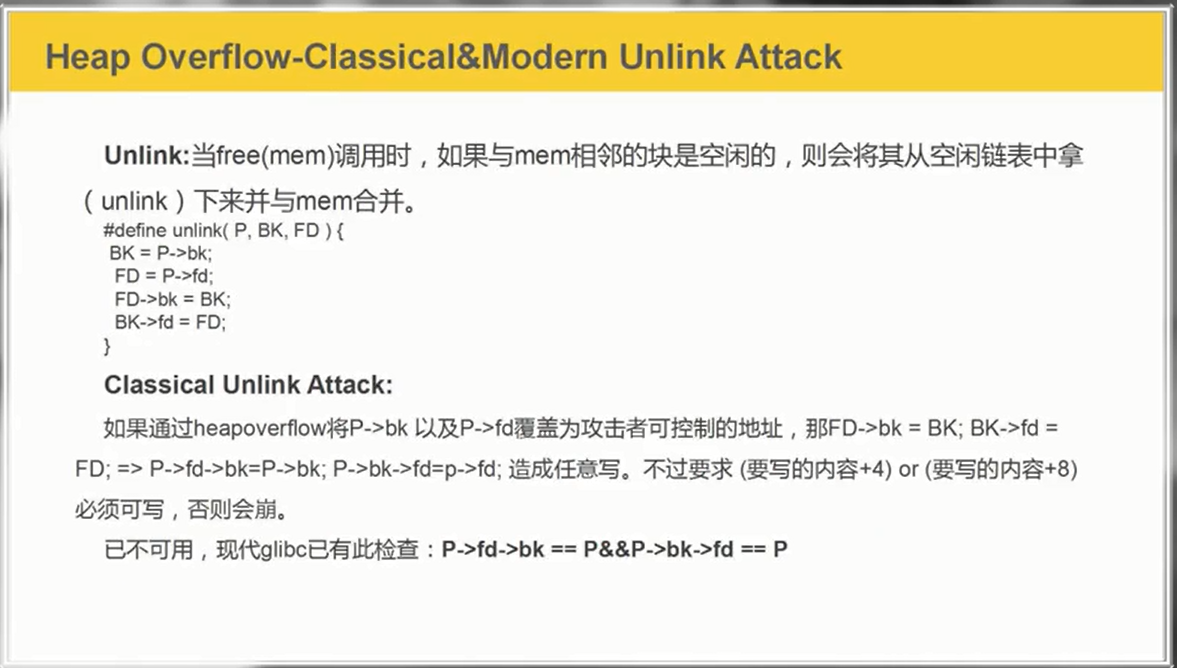 Heap Overflow-Classical&Modern Unlink Attack
Unlink:当free(mem)调用时，如果与mem相邻的块是空闲的，则会将其从空闲链表中拿
（unlink）下来并与mem合并。
#define unlink( P, BK, FD ) {
BK = P->bk;
FD = P->fd;
FD->bk = BK;
BK->fd = FD;
}
Classical Unlink Attack:
如果通过heapoverflow将P->bk 以及P->fd覆盖为攻击者可控制的地址，那FD->bk = BK; BK->fd =
FD; => P->fd->bk=P->bk; P->bk->fd=p->fd; 造成任意写。不过要求 (要写的内容+4) or (要写的内容+8)
必须可写，否则会崩。
已不可用，现代glibc已有此检查：P->fd->bk == P&&P->bk->fd == P